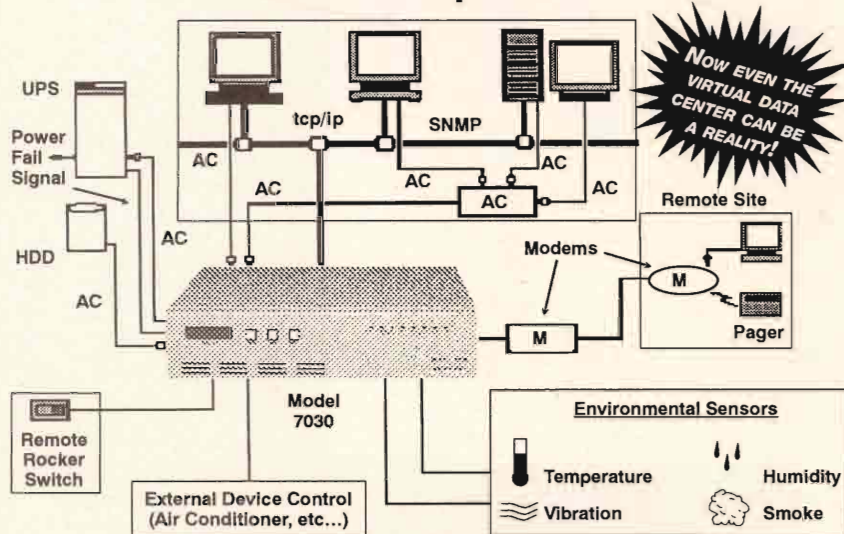 NOW EVEN THE
VIRTUAL DATA
CENTER CAN BE
A REALITY!
UPS
Power
Fail
Signal
HDD
AC
AC
tcp/ip
SNMP
AC
AC
AC
AC
AC
AC
Remote Site
Modems
M
M
Pager
Model
7030
Remote
Rocker
Switch
External Device Control
(Air Conditioner, etc...)
Environmental Sensors
Temperature
Humidity
Vibration
Smoke